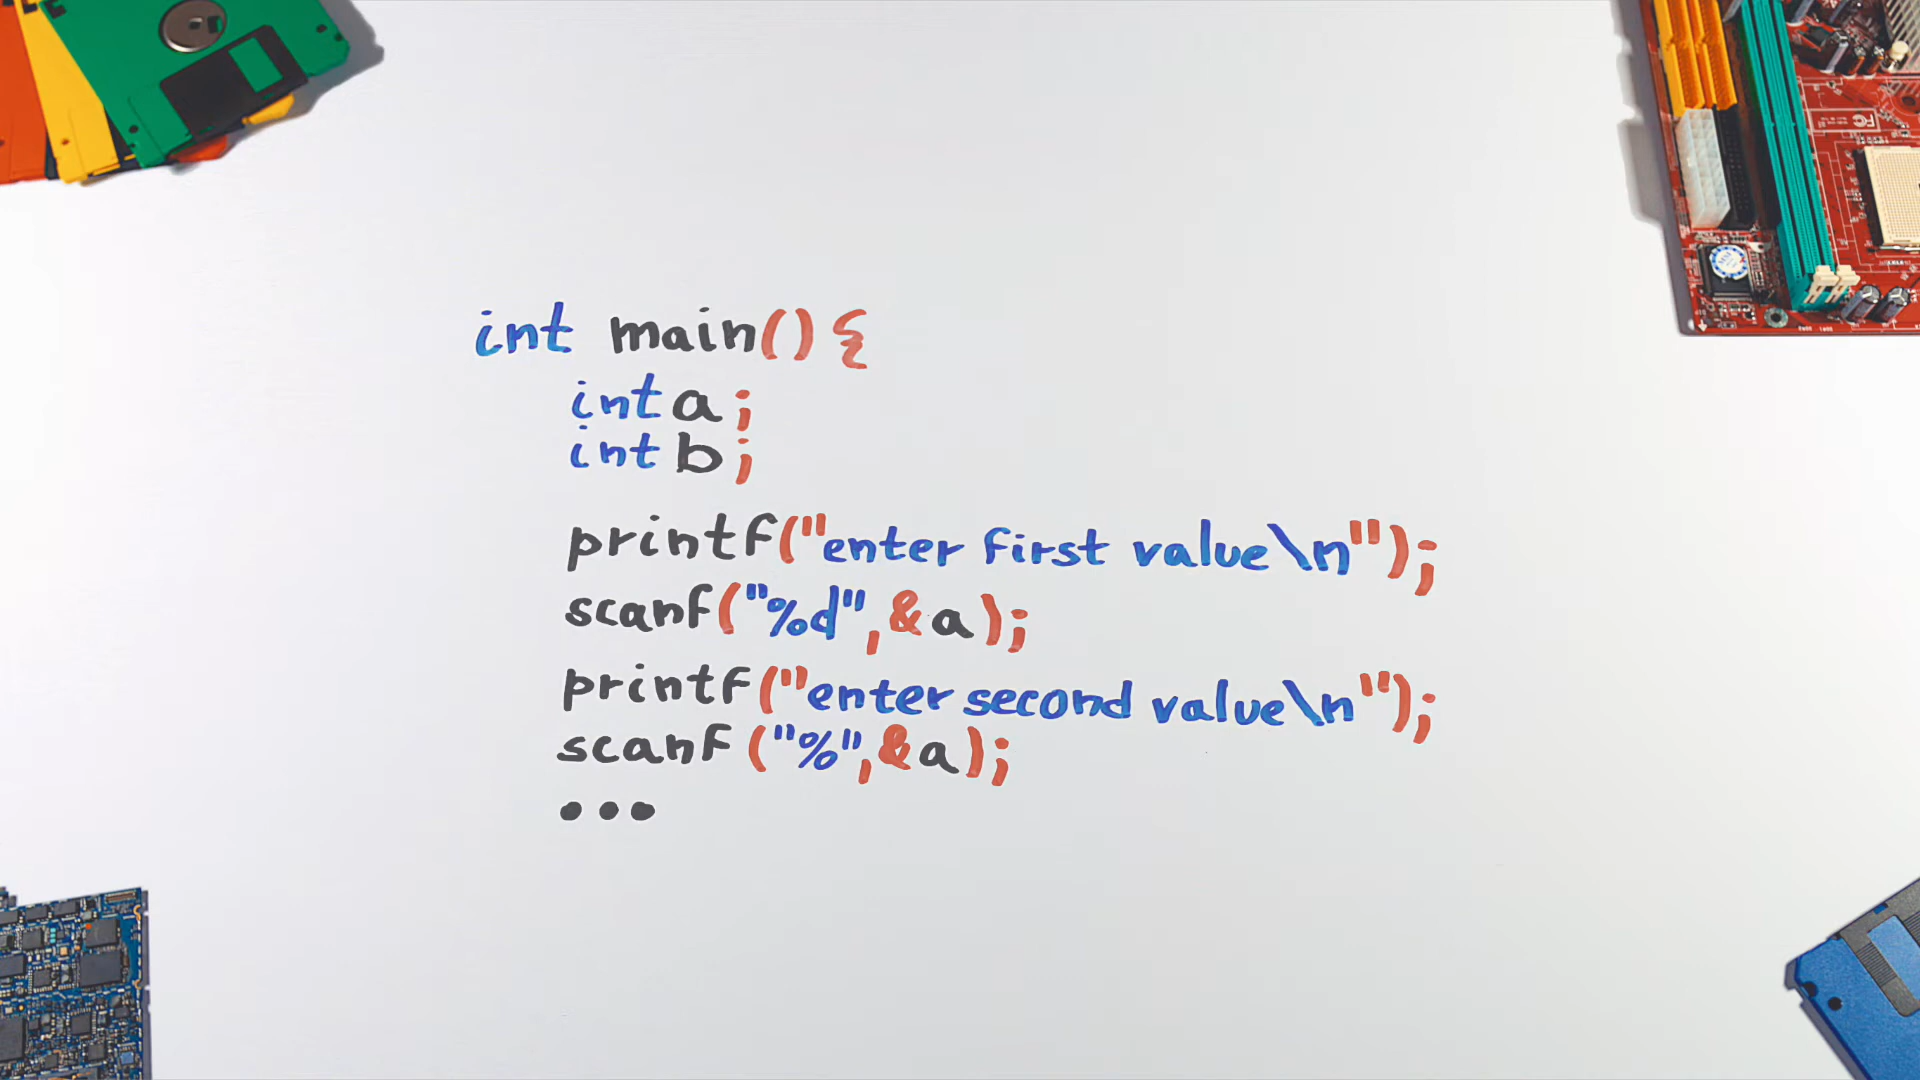 int main(){
int a;
int b;
printf("enter first value\n");
scanf("%d",&a);
printf("enter second value\n");
scanf("%",&a);
•••